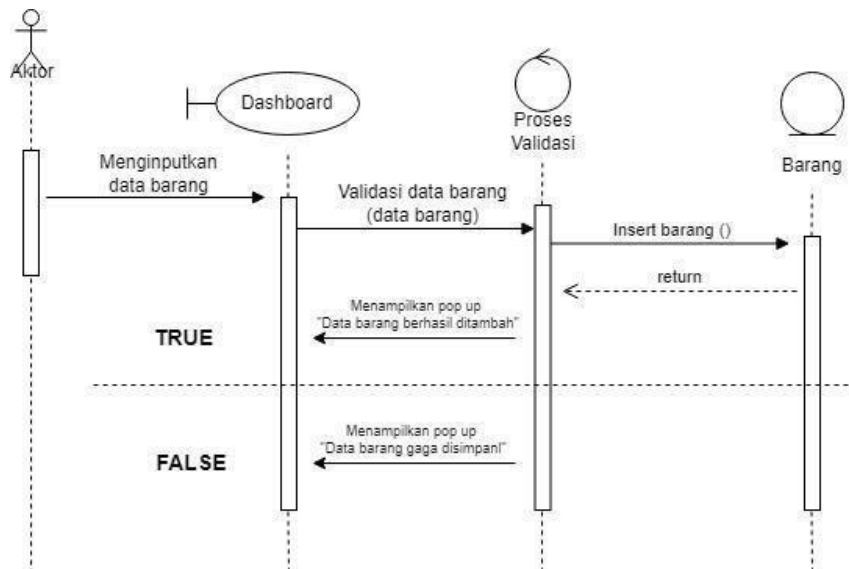 Aktor
Dashboard
Proses
Validasi
Barang
Menginputkan
data barang
Validasi data barang
(data barang)
Insert barang ()
return
Menampilkan pop up
"Data barang berhasil ditambah"
TRUE
Menampilkan pop up
"Data barang gaga disimpanl"
FALSE